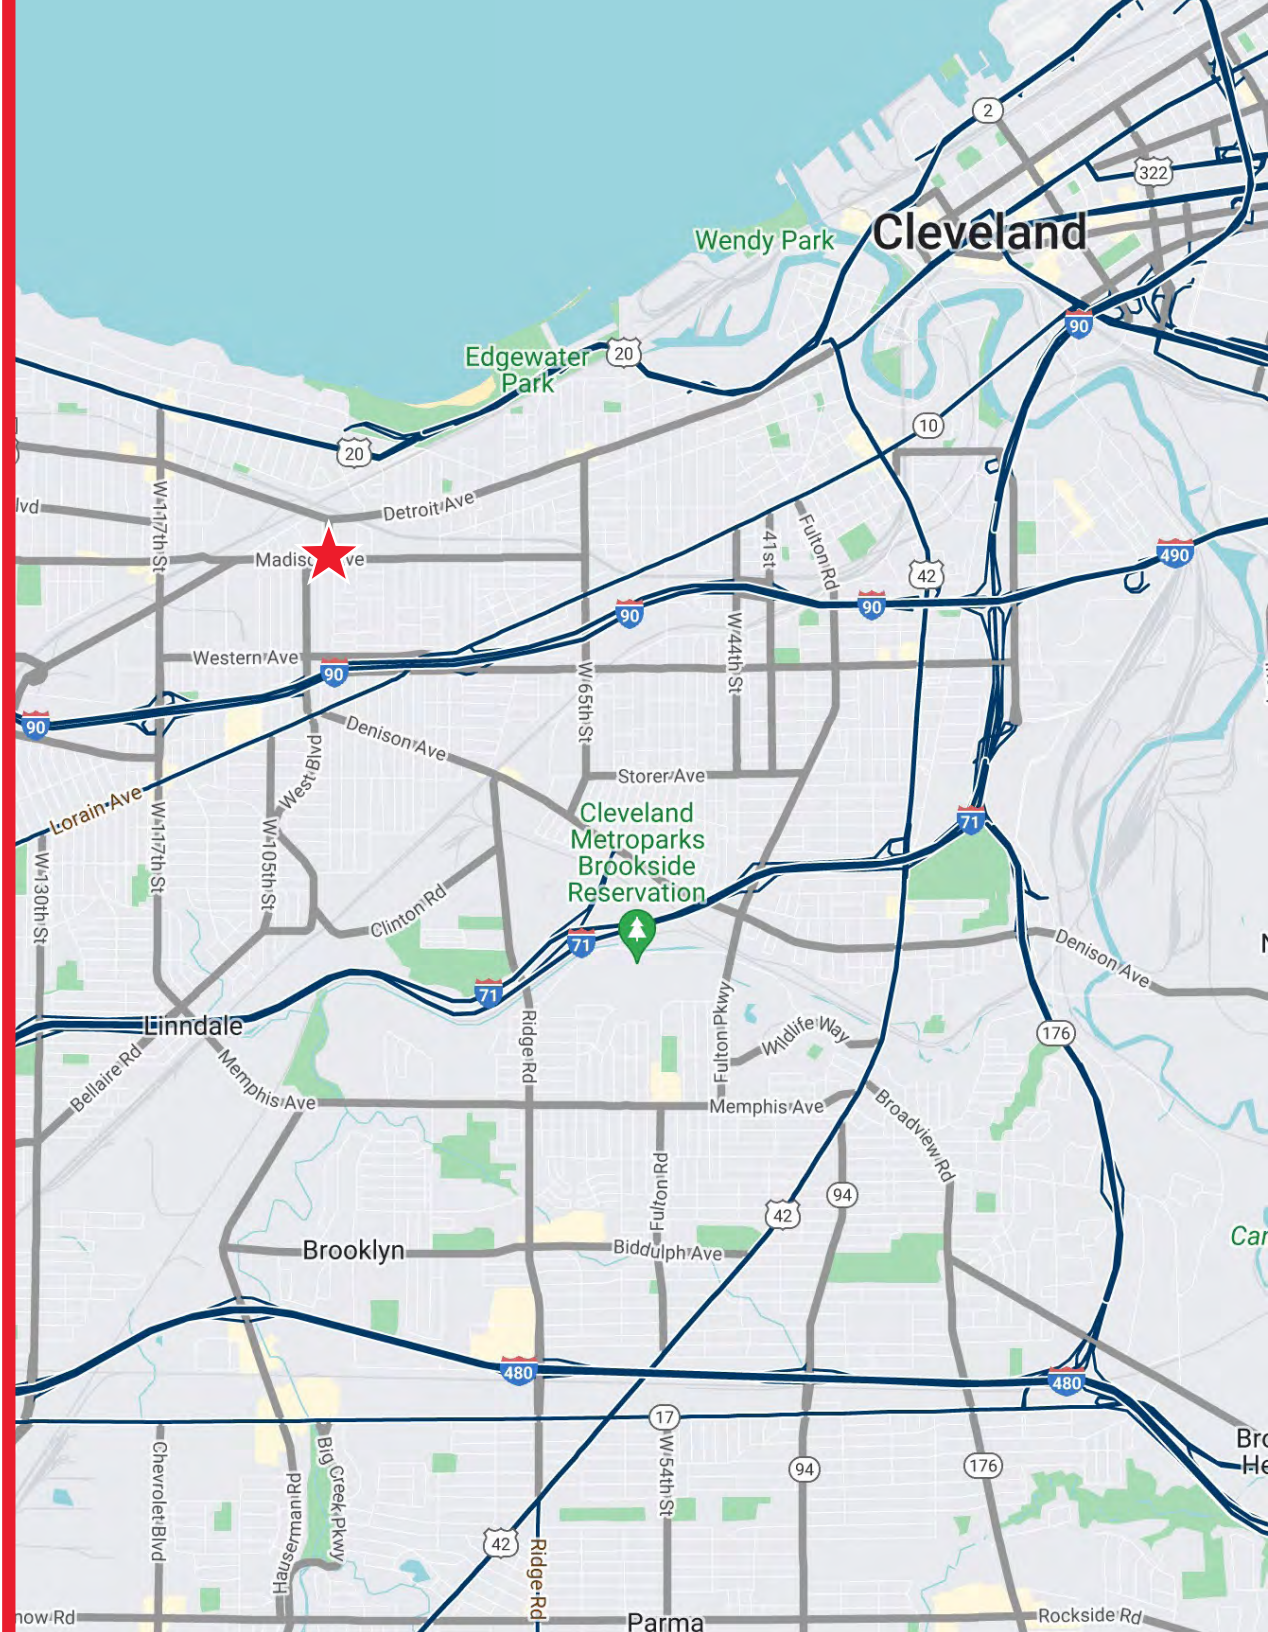 2
322
Wendy Park
Cleveland
90
Edgewater
Park
20
10
20
W 117th St
lvd
Detroit Ave
41st
Fulton Rd
Madis
ve
490
42
90
90
W 44th St
Western Ave
90
W 65th St
90
Denison Ave
West Blvd
Storer Ave
Lorain Ave
Cleveland
Metroparks
Brookside
Reservation
71
W 117th St
W 105th St
W 130th St
Clinton Rd
71
Denison Ave
N
71
Fulton Pkwy
Linndale
Ridge Rd
Wildlife Way
176
Bellaire Rd
Memphis Ave
Memphis Ave
Broadview Rd
Fulton Rd
94
42
Brooklyn
Biddulph Ave
Car
480
480
17
Bro
He
Chevrolet Blvd
Hauserman Rd
Big Creek Pkwy
W 54th St
94
176
42
Ridge Rd
now Rd
Parma
Rockside Rd